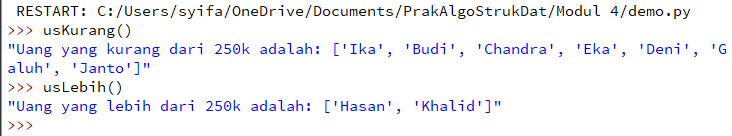 RESTART: C:/Users/syifa/OneDrive/Documents/PrakAlgoStrukDat/Modul 4/demo.py
>>> usKurang()
"Uang yang kurang dari 250k adalah: ['Ika', 'Budi', 'Chandra', 'Eka', 'Deni', 'G
aluh', 'Janto']"
>>> usLebih()
"Uang yang lebih dari 250k adalah: ['Hasan', 'Khalid']"
>>>